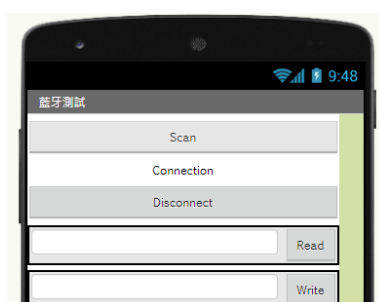 9:48
藍牙測試
Scan
Connection
Disconnect
Read
Write